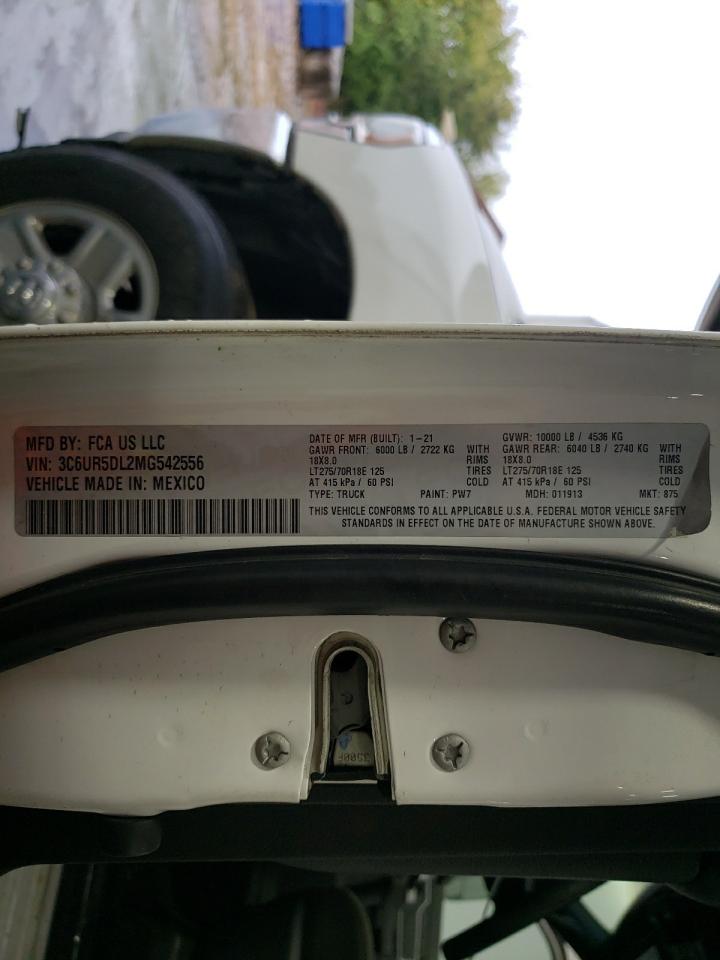 MFD BY: FCA US LLC
VIN: 3C6UR5DL2MG542556
VEHICLE MADE IN: MEXICO
DATE OF MFR (BUILT): 1-21
GAWR FRONT: 6000 LB / 2722 KG WITH
18X8.0 RIMS
LT275/70R18E 125 TIRES
AT 415 kPa / 60 PSI COLD
TYPE: TRUCK PAINT: PW7
GVWR: 10000 LB / 4536 KG
GAWR REAR: 6040 LB / 2740 KG WITH
18X8.0 RIMS
LT275/70R18E 125 TIRES
AT 415 kPa / 60 PSI COLD
MDH: 011913 MKT: 875
THIS VEHICLE CONFORMS TO ALL APPLICABLE U.S.A. FEDERAL MOTOR VEHICLE SAFETY
STANDARDS IN EFFECT ON THE DATE OF MANUFACTURE SHOWN ABOVE.